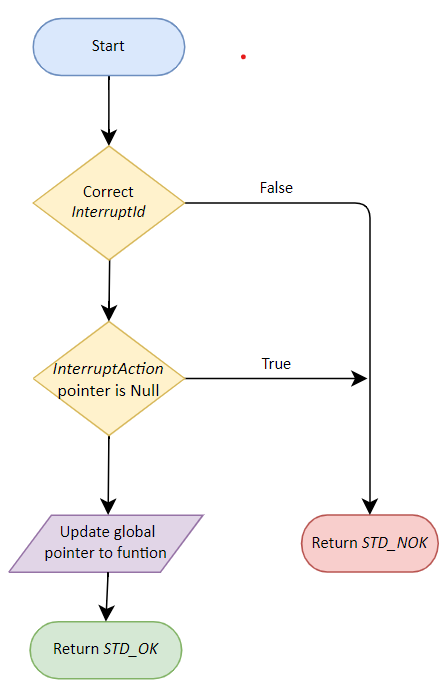 Start
Correct
InterruptId
False
InterruptAction
pointer is Null
True
Update global
pointer to funtion
Return STD_NOK
Return STD_OK